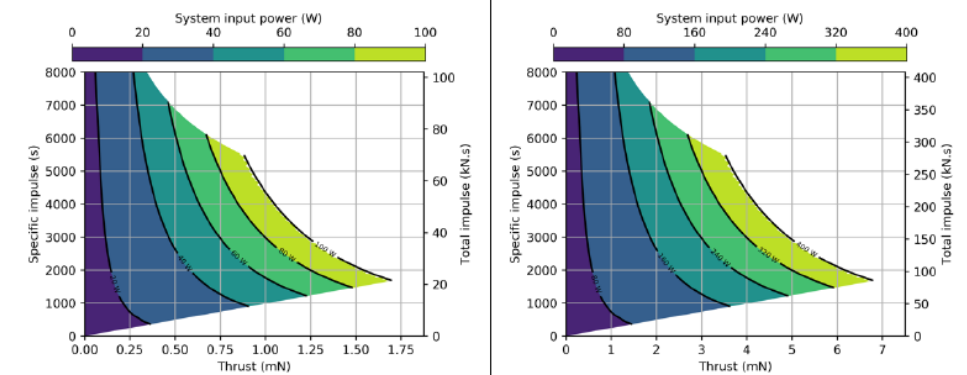 System input power (W)
0 20 40 60 80 100
8000
7000
6000
5000
4000
3000
2000
1000
0
Specific impulse (s)
20 W
40 W
60 W
80 W
100 W
100
80
60
40
20
0
Total impulse (kN.s)
0.00 0.25 0.50 0.75 1.00 1.25 1.50 1.75
Thrust (mN)
System input power (W)
0 80 160 240 320 400
8000
7000
6000
5000
4000
3000
2000
1000
0
Specific impulse (s)
80 W
160 W
240 W
320 W
400 W
400
350
300
250
200
150
100
50
0
Total impulse (kN.s)
0 1 2 3 4 5 6 7
Thrust (mN)